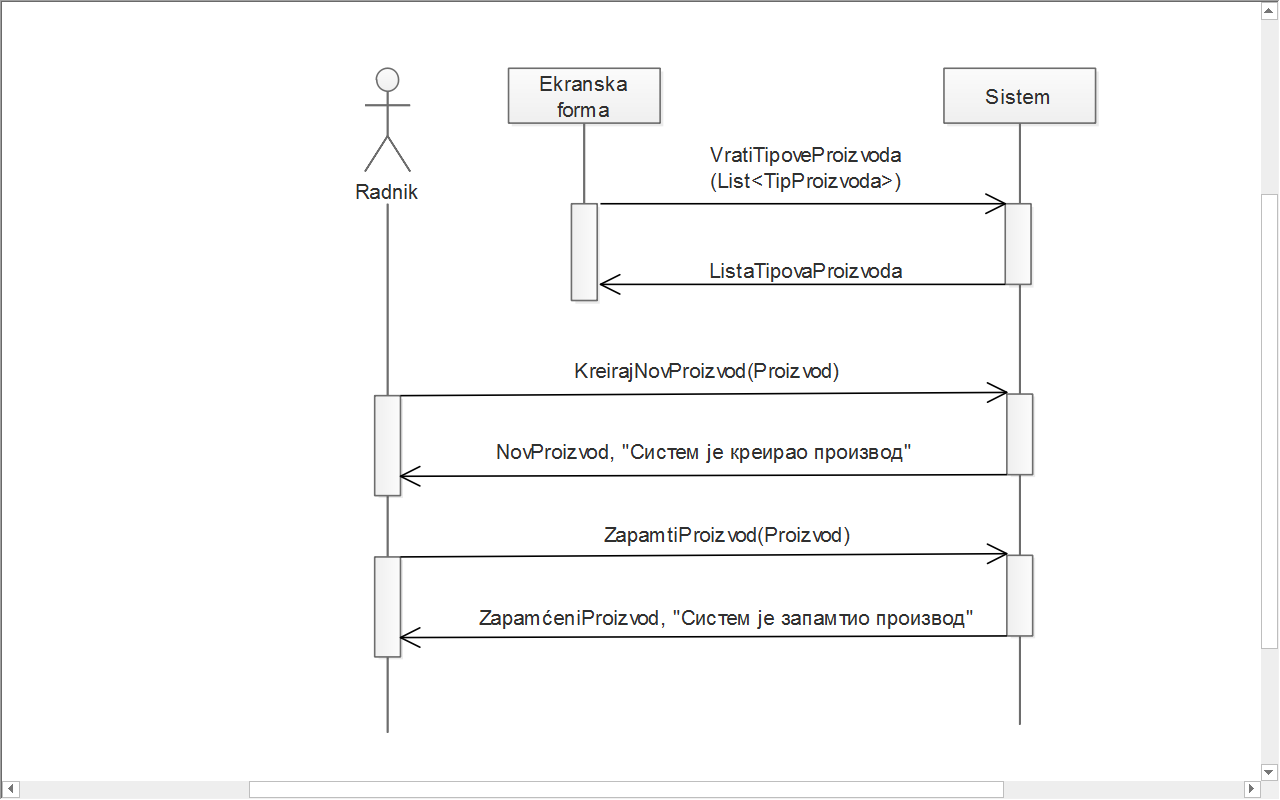 Ekranska
forma
Sistem
Radnik
VratiTipoveProizvoda
(List<TipProizvoda>)
ListaTipovaProizvoda
KreirajNovProizvod(Proizvod)
NovProizvod, "Систем је креирао производ"
ZapamtiProizvod(Proizvod)
ZapamćeniProizvod, "Систем је запамтио производ"